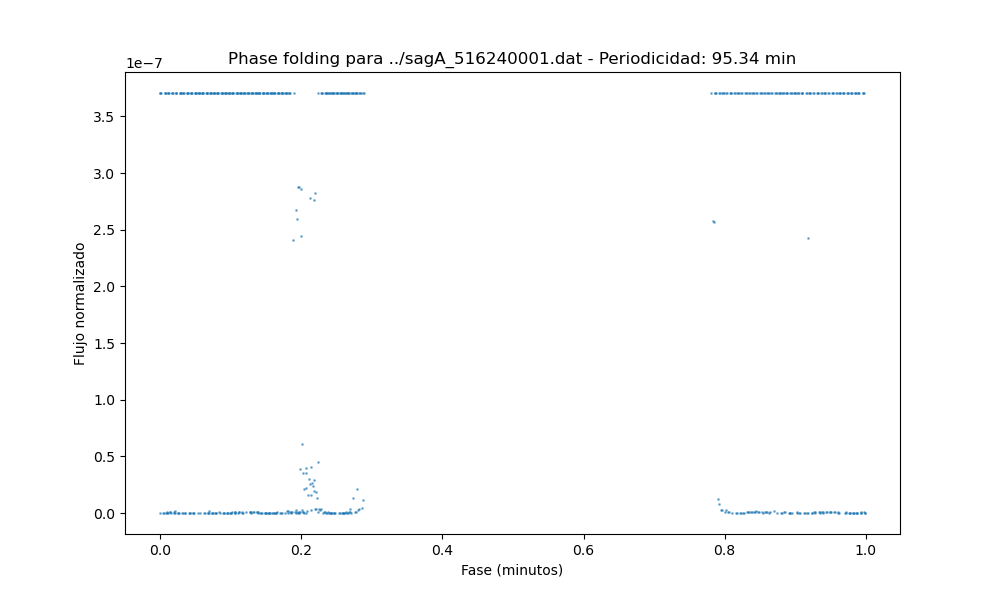 Phase folding para ../sagA_516240001.dat - Periodicidad: 95.34 min
1e−7
3.5
3.0
2.5
2.0
1.5
1.0
0.5
0.0
Flujo normalizado
0.0 0.2 0.4 0.6 0.8 1.0
Fase (minutos)